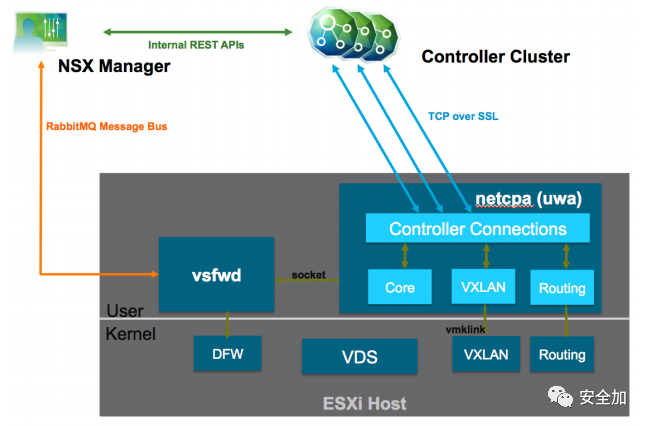 Internal REST APIs
NSX Manager
Controller Cluster
RabbitMQ Message Bus
TCP over SSL
netcpa (uwa)
Controller Connections
vsfwd
socket
Core
VXLAN
Routing
User
Kernel
vmklink
DFW
VDS
VXLAN
Routing
ESXi Host
安全加